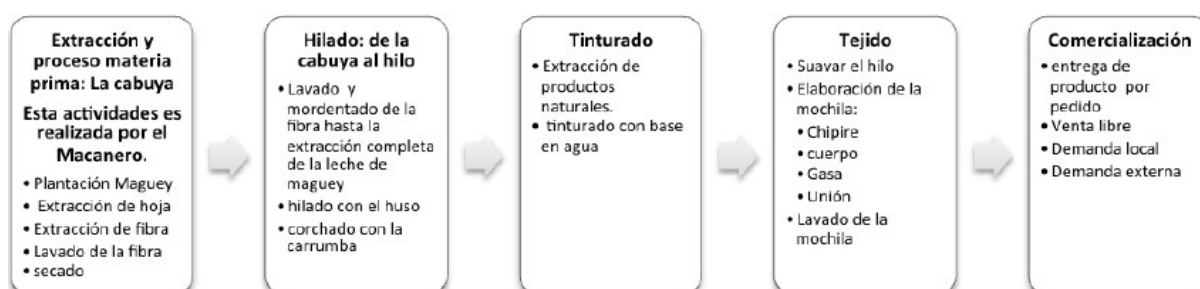 Extracción y
proceso materia
prima: La cabuya
Esta actividades es
realizada por el
Macanero.
• Plantación Maguey
• Extracción de hoja
• Extracción de fibra
• Lavado de la fibra
• secado
Hilado: de la
cabuya al hilo
• Lavado y
mordentado de la
fibra hasta la
extracción completa
de la leche de
maguey
• hilado con el huso
• corchado con la
carrumba
Tinturado
• Extracción de
productos
naturales.
• tinturado con base
en agua
Tejido
• Suavar el hilo
• Elaboración de la
mochila:
• Chipire
• cuerpo
• Gasa
• Unión
• Lavado de la
mochila
Comercialización
• entrega de
producto por
pedido
• Venta libre
• Demanda local
• Demanda externa